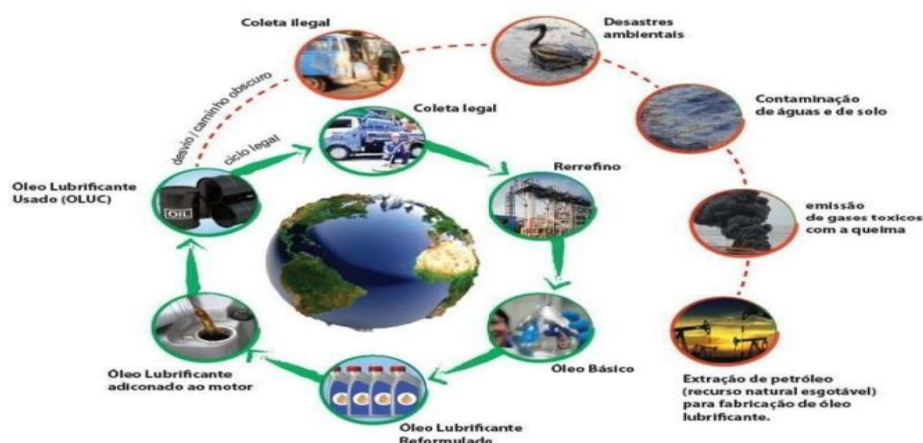 Coleta ilegal
Desastres
ambientais
desvio / caminho obscuro
ciclo legal
Coleta legal
Contaminação
de águas e de solo
Óleo Lubrificante
Usado (OLUC)
OIL
Rerrefino
emissão
de gases toxicos
com a queima
Óleo Lubrificante
adiconado ao motor
Óleo Básico
Óleo Lubrificante
Reformulado
Extração de petróleo
(recurso natural esgotável)
para fabricação de óleo
lubrificante.